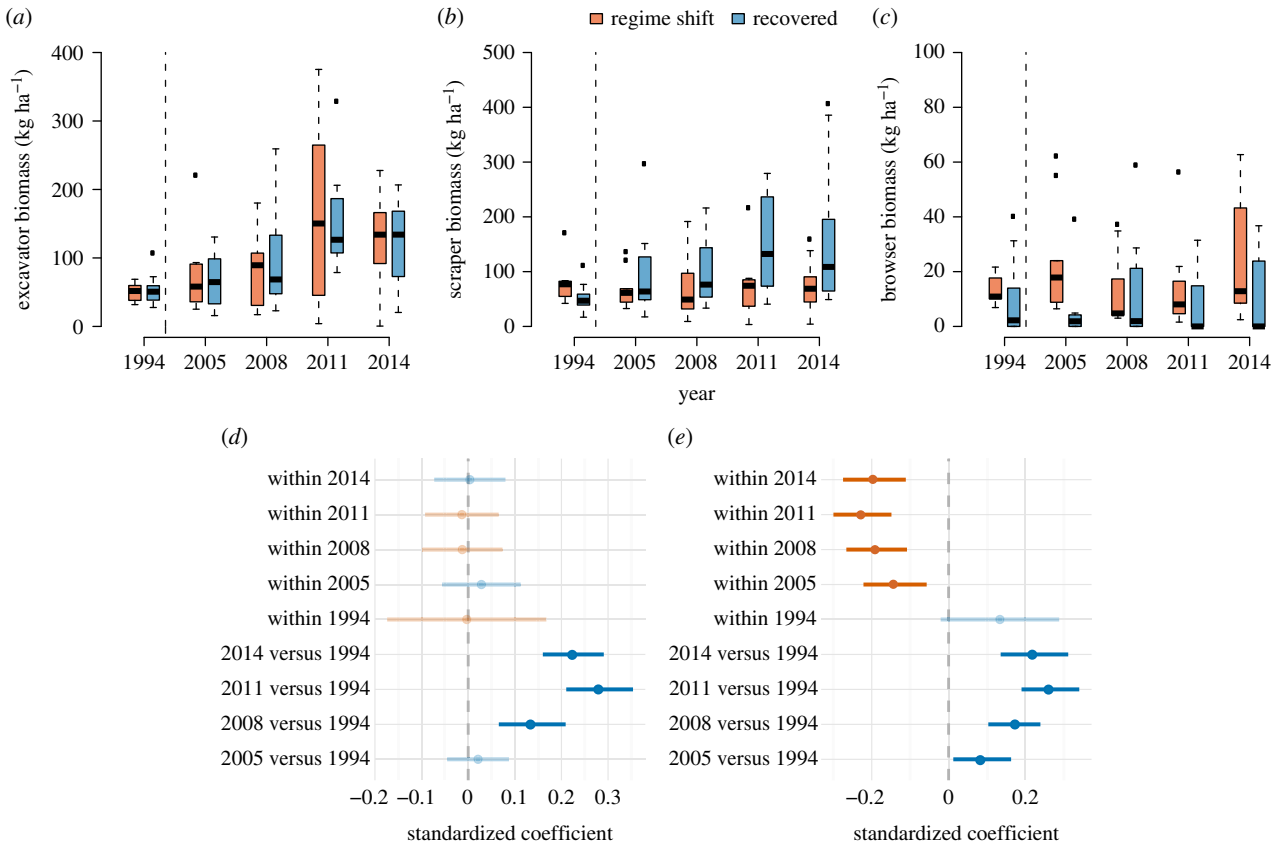 (a)
(b)
regime shift
recovered
(c)
excavator biomass (kg ha⁻¹)
400
300
200
100
0
1994 2005 2008 2011 2014
scraper biomass (kg ha⁻¹)
500
400
300
200
100
0
1994 2005 2008 2011 2014
year
browser biomass (kg ha⁻¹)
100
80
60
40
20
0
1994 2005 2008 2011 2014
(d)
within 2014
within 2011
within 2008
within 2005
within 1994
2014 versus 1994
2011 versus 1994
2008 versus 1994
2005 versus 1994
−0.2 −0.1 0 0.1 0.2 0.3
standardized coefficient
(e)
within 2014
within 2011
within 2008
within 2005
within 1994
2014 versus 1994
2011 versus 1994
2008 versus 1994
2005 versus 1994
−0.2 0 0.2
standardized coefficient